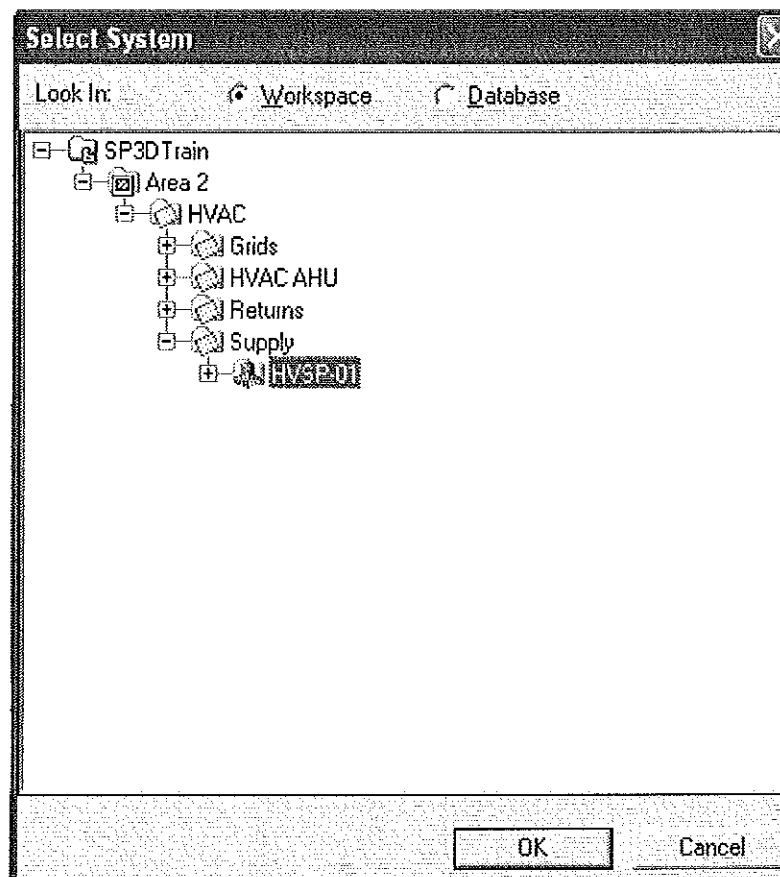 Select System
Look In: Workspace Database
SP3DTrain
Area 2
HVAC
Grids
HVAC AHU
Returns
Supply
HVSP-01
OK Cancel